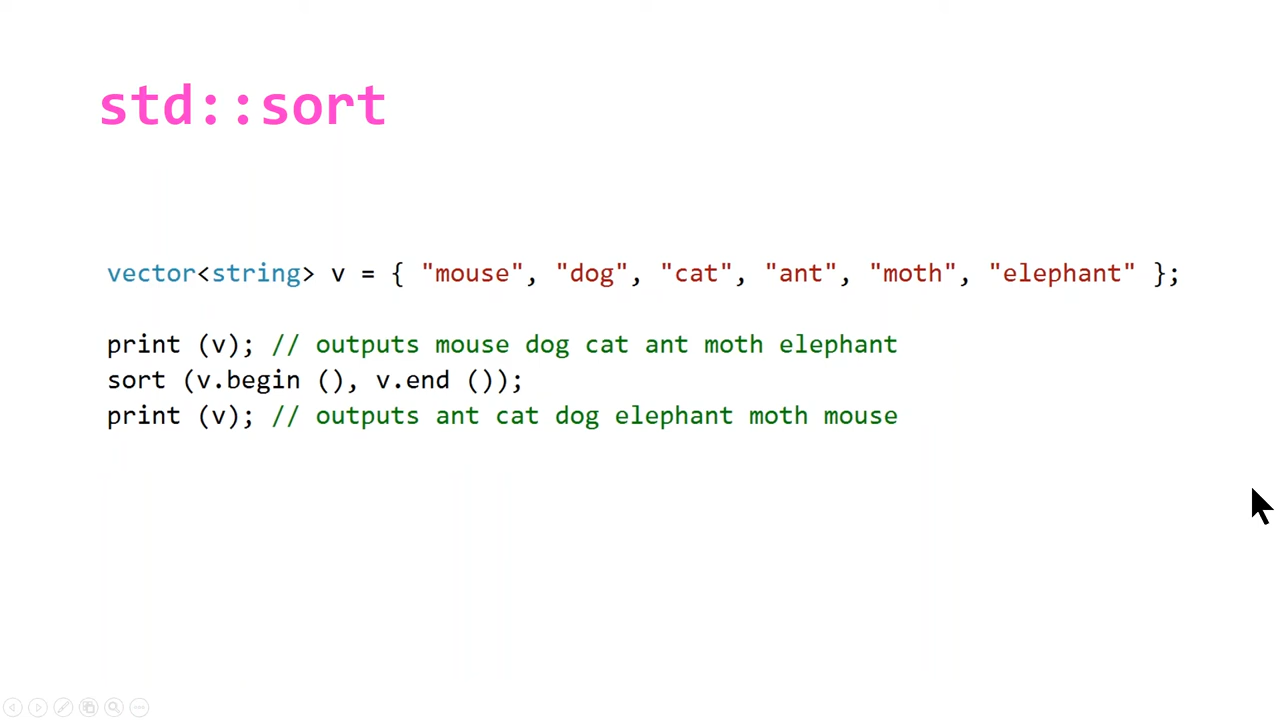 std::sort
vector<string> v = { "mouse", "dog", "cat", "ant", "moth", "elephant" };
print (v); // outputs mouse dog cat ant moth elephant
sort (v.begin (), v.end ());
print (v); // outputs ant cat dog elephant moth mouse